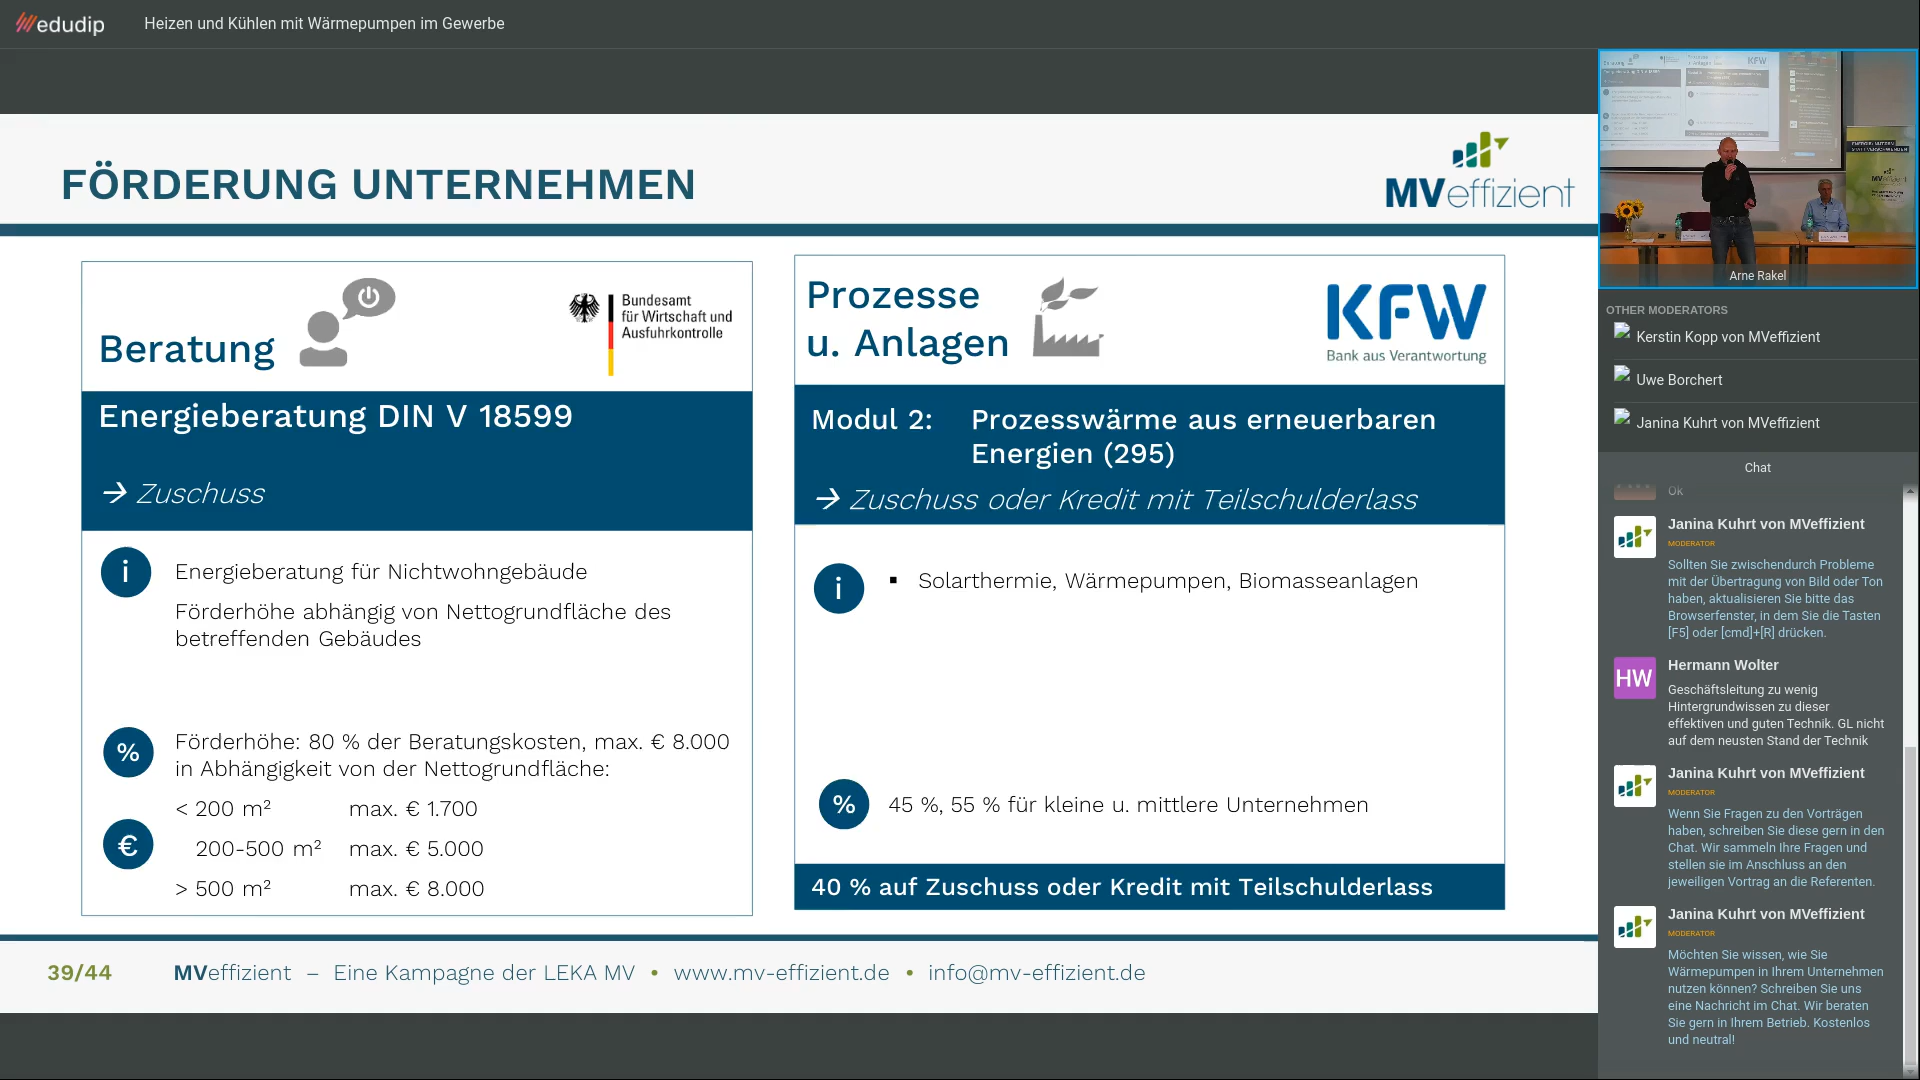 edudip
Heizen und Kühlen mit Wärmepumpen im Gewerbe
FÖRDERUNG UNTERNEHMEN
MVeffizient
Beratung
Bundesamt
für Wirtschaft und
Ausfuhrkontrolle
Energieberatung DIN V 18599
→ Zuschuss
i
Energieberatung für Nichtwohngebäude
Förderhöhe abhängig von Nettogrundfläche des
betreffenden Gebäudes
%
Förderhöhe: 80 % der Beratungskosten, max. € 8.000
in Abhängigkeit von der Nettogrundfläche:
< 200 m² max. € 1.700
€
200-500 m² max. € 5.000
> 500 m² max. € 8.000
Prozesse
u. Anlagen
KFW
Bank aus Verantwortung
Modul 2: Prozesswärme aus erneuerbaren
Energien (295)
→ Zuschuss oder Kredit mit Teilschulderlass
i
▪ Solarthermie, Wärmepumpen, Biomasseanlagen
%
45 %, 55 % für kleine u. mittlere Unternehmen
40 % auf Zuschuss oder Kredit mit Teilschulderlass
39/44
MVeffizient – Eine Kampagne der LEKA MV • www.mv-effizient.de • info@mv-effizient.de
KFW
Arne Rakel
OTHER MODERATORS
Kerstin Kopp von MVeffizient
Uwe Borchert
Janina Kuhrt von MVeffizient
Chat
Ok
Janina Kuhrt von MVeffizient
MODERATOR
Sollten Sie zwischendurch Probleme
mit der Übertragung von Bild oder Ton
haben, aktualisieren Sie bitte das
Browserfenster, in dem Sie die Tasten
[F5] oder [cmd]+[R] drücken.
HW
Hermann Wolter
Geschäftsleitung zu wenig
Hintergrundwissen zu dieser
effektiven und guten Technik. GL nicht
auf dem neusten Stand der Technik
Janina Kuhrt von MVeffizient
MODERATOR
Wenn Sie Fragen zu den Vorträgen
haben, schreiben Sie diese gern in den
Chat. Wir sammeln Ihre Fragen und
stellen sie im Anschluss an den
jeweiligen Vortrag an die Referenten.
Janina Kuhrt von MVeffizient
MODERATOR
Möchten Sie wissen, wie Sie
Wärmepumpen in Ihrem Unternehmen
nutzen können? Schreiben Sie uns
eine Nachricht im Chat. Wir beraten
Sie gern in Ihrem Betrieb. Kostenlos
und neutral!